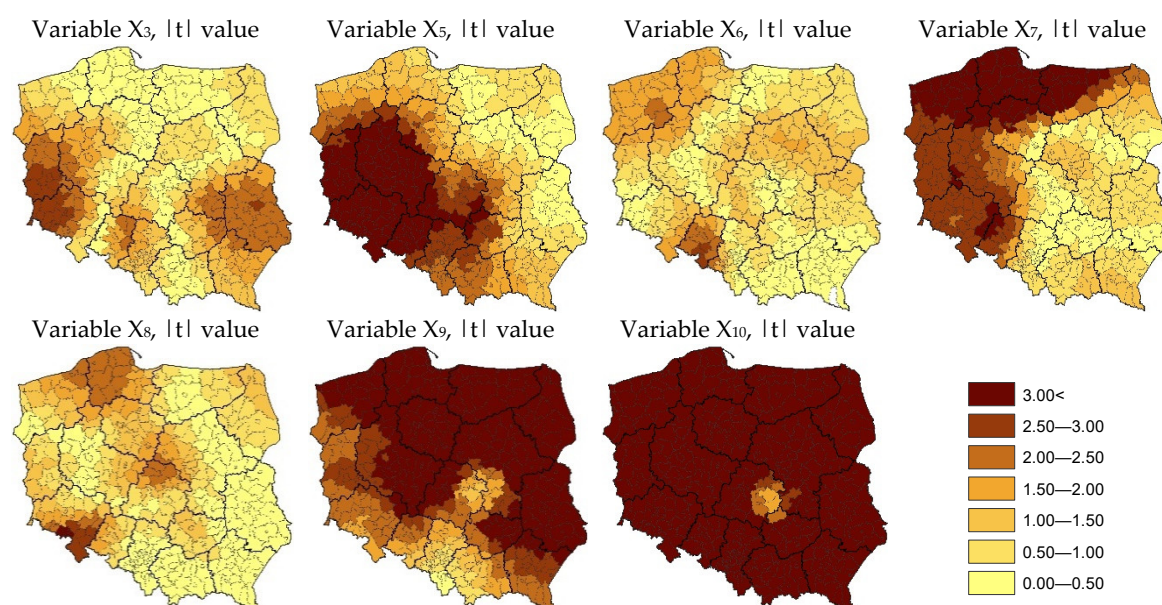 Variable X₃, |t| value
Variable X₅, |t| value
Variable X₆, |t| value
Variable X₇, |t| value
Variable X₈, |t| value
Variable X₉, |t| value
Variable X₁₀, |t| value
3.00<
2.50—3.00
2.00—2.50
1.50—2.00
1.00—1.50
0.50—1.00
0.00—0.50